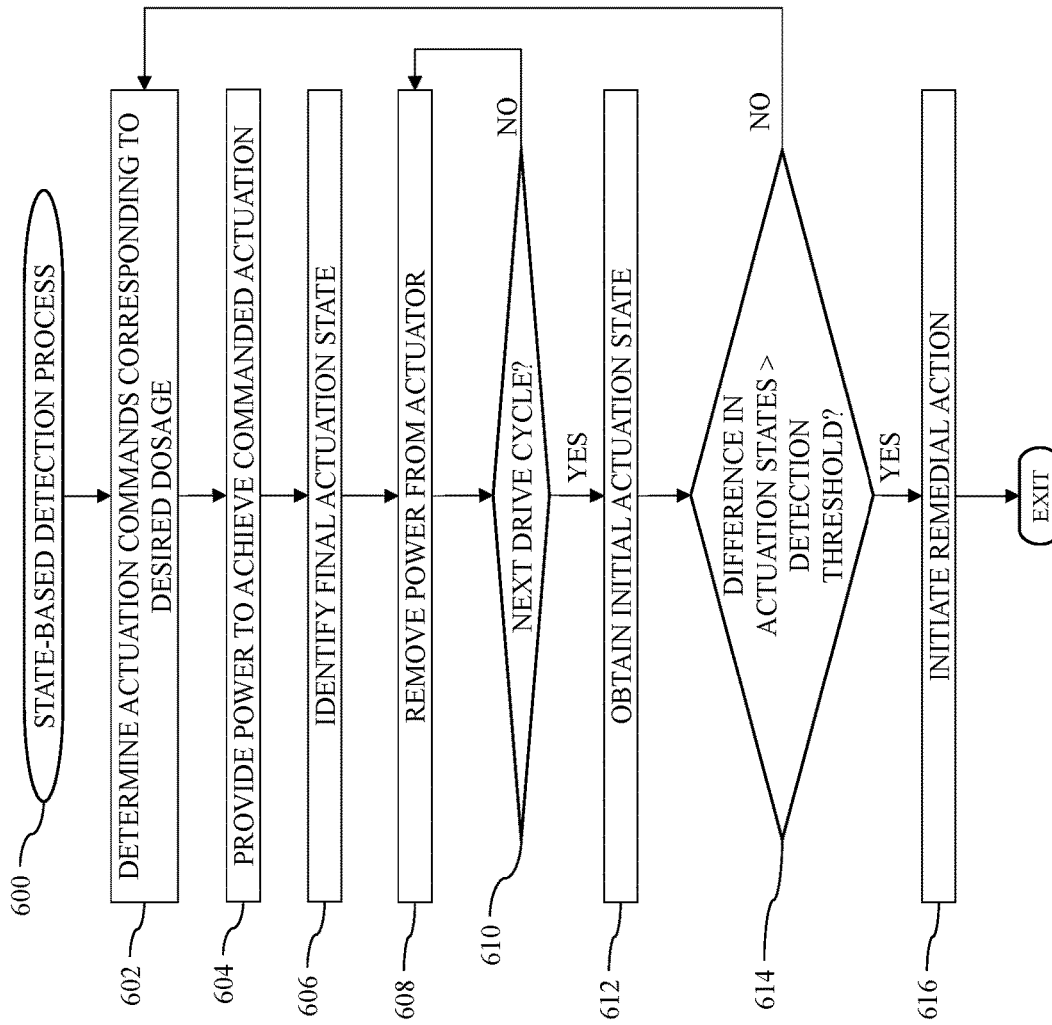 600
STATE-BASED DETECTION PROCESS
602
DETERMINE ACTUATION COMMANDS CORRESPONDING TO
DESIRED DOSAGE
604
PROVIDE POWER TO ACHIEVE COMMANDED ACTUATION
606
IDENTIFY FINAL ACTUATION STATE
608
REMOVE POWER FROM ACTUATOR
610
NEXT DRIVE CYCLE?
NO
YES
612
OBTAIN INITIAL ACTUATION STATE
614
DIFFERENCE IN
ACTUATION STATES >
DETECTION
THRESHOLD?
NO
YES
616
INITIATE REMEDIAL ACTION
EXIT